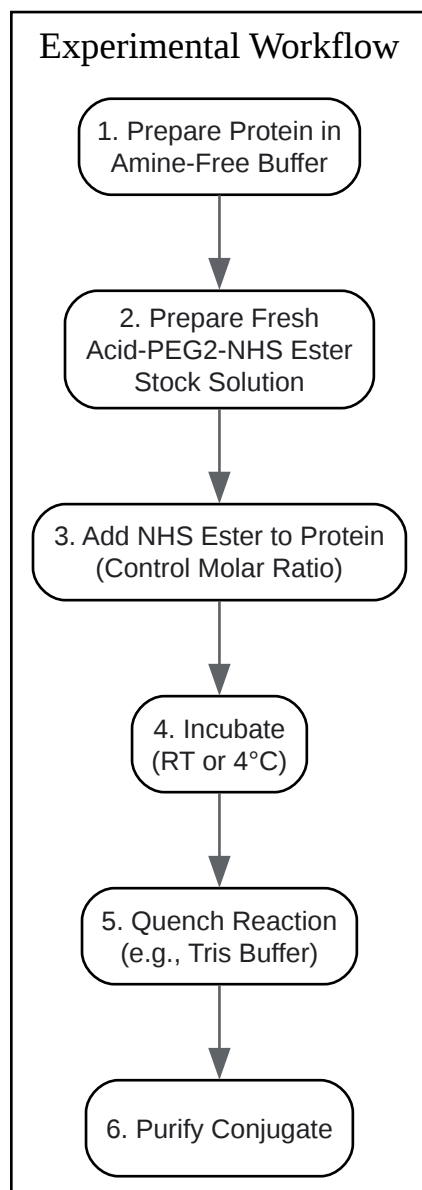 Experimental Workflow
1. Prepare Protein in
Amine-Free Buffer
2. Prepare Fresh
Acid-PEG2-NHS Ester
Stock Solution
3. Add NHS Ester to Protein
(Control Molar Ratio)
4. Incubate
(RT or 4°C)
5. Quench Reaction
(e.g., Tris Buffer)
6. Purify Conjugate